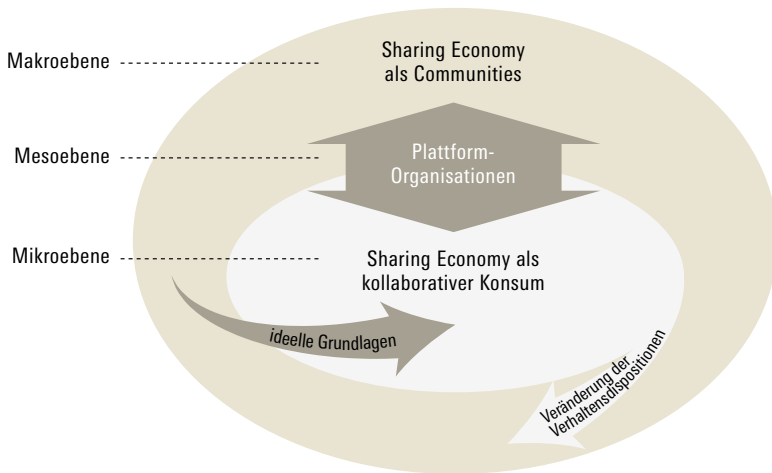 Makroebene
Sharing Economy
als Communities
Mesoebene
Plattform-
Organisationen
Mikroebene
Sharing Economy als
kollaborativer Konsum
ideelle Grundlagen
Veränderung der
Verhaltensdispositionen